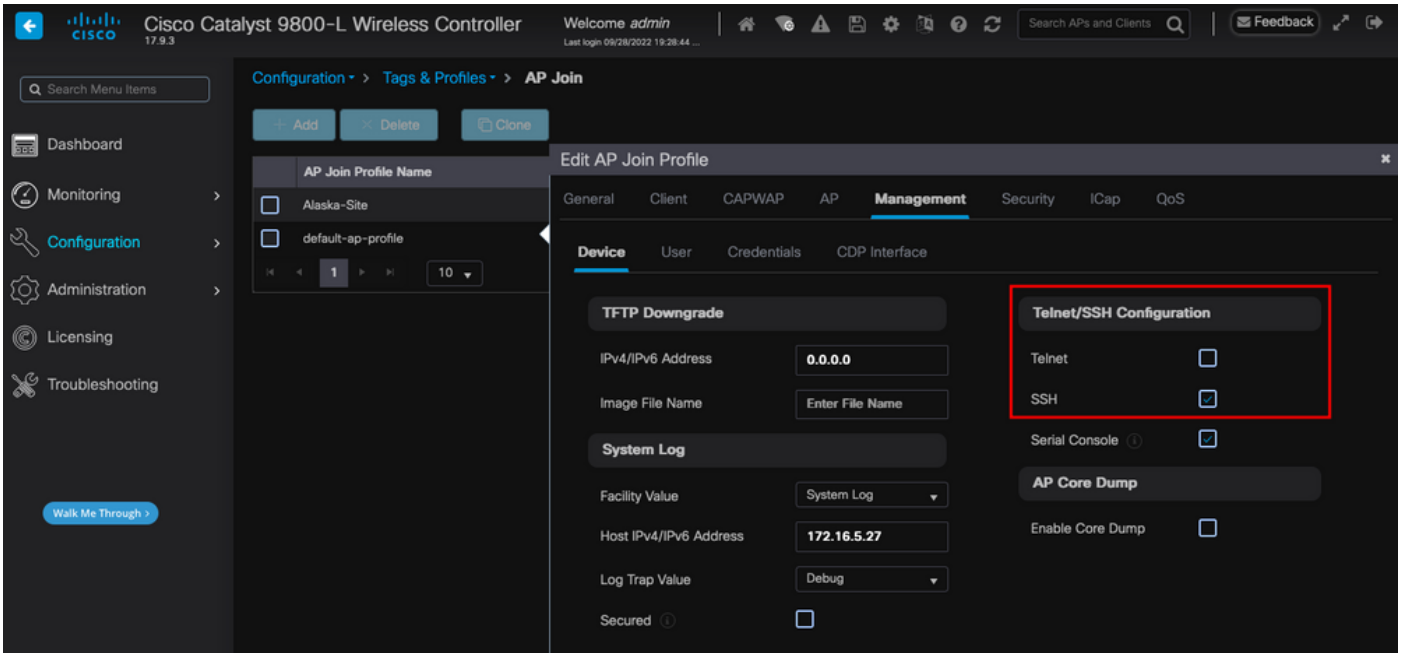 CISCO
Cisco Catalyst 9800-L Wireless Controller
17.9.3
Welcome admin
Last login 09/28/2022 19:28:44 ...
Search APs and Clients
Feedback
Search Menu Items
Dashboard
Monitoring
Configuration
Administration
Licensing
Troubleshooting
Walk Me Through >
Configuration > Tags & Profiles > AP Join
+ Add
× Delete
Clone
AP Join Profile Name
Alaska-Site
default-ap-profile
1
10
Edit AP Join Profile
General Client CAPWAP AP Management Security ICap QoS
Device User Credentials CDP Interface
TFTP Downgrade
IPv4/IPv6 Address 0.0.0.0
Image File Name Enter File Name
System Log
Facility Value System Log
Host IPv4/IPv6 Address 172.16.5.27
Log Trap Value Debug
Secured
Telnet/SSH Configuration
Telnet
SSH
Serial Console
AP Core Dump
Enable Core Dump